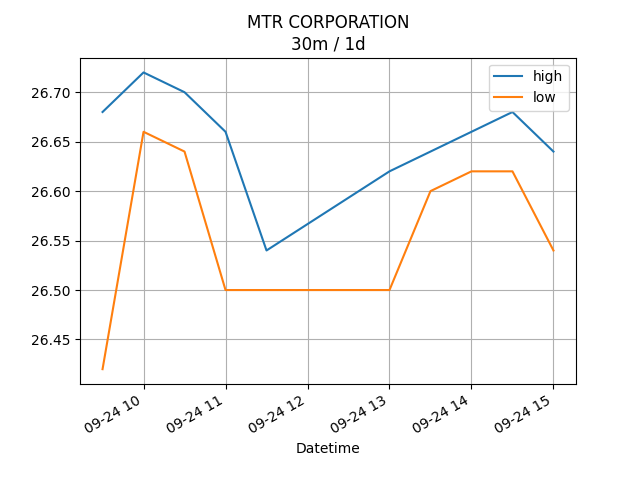 MTR CORPORATION
30m / 1d
high
low
26.70
26.65
26.60
26.55
26.50
26.45
09-24 10
09-24 11
09-24 12
09-24 13
09-24 14
09-24 15
Datetime